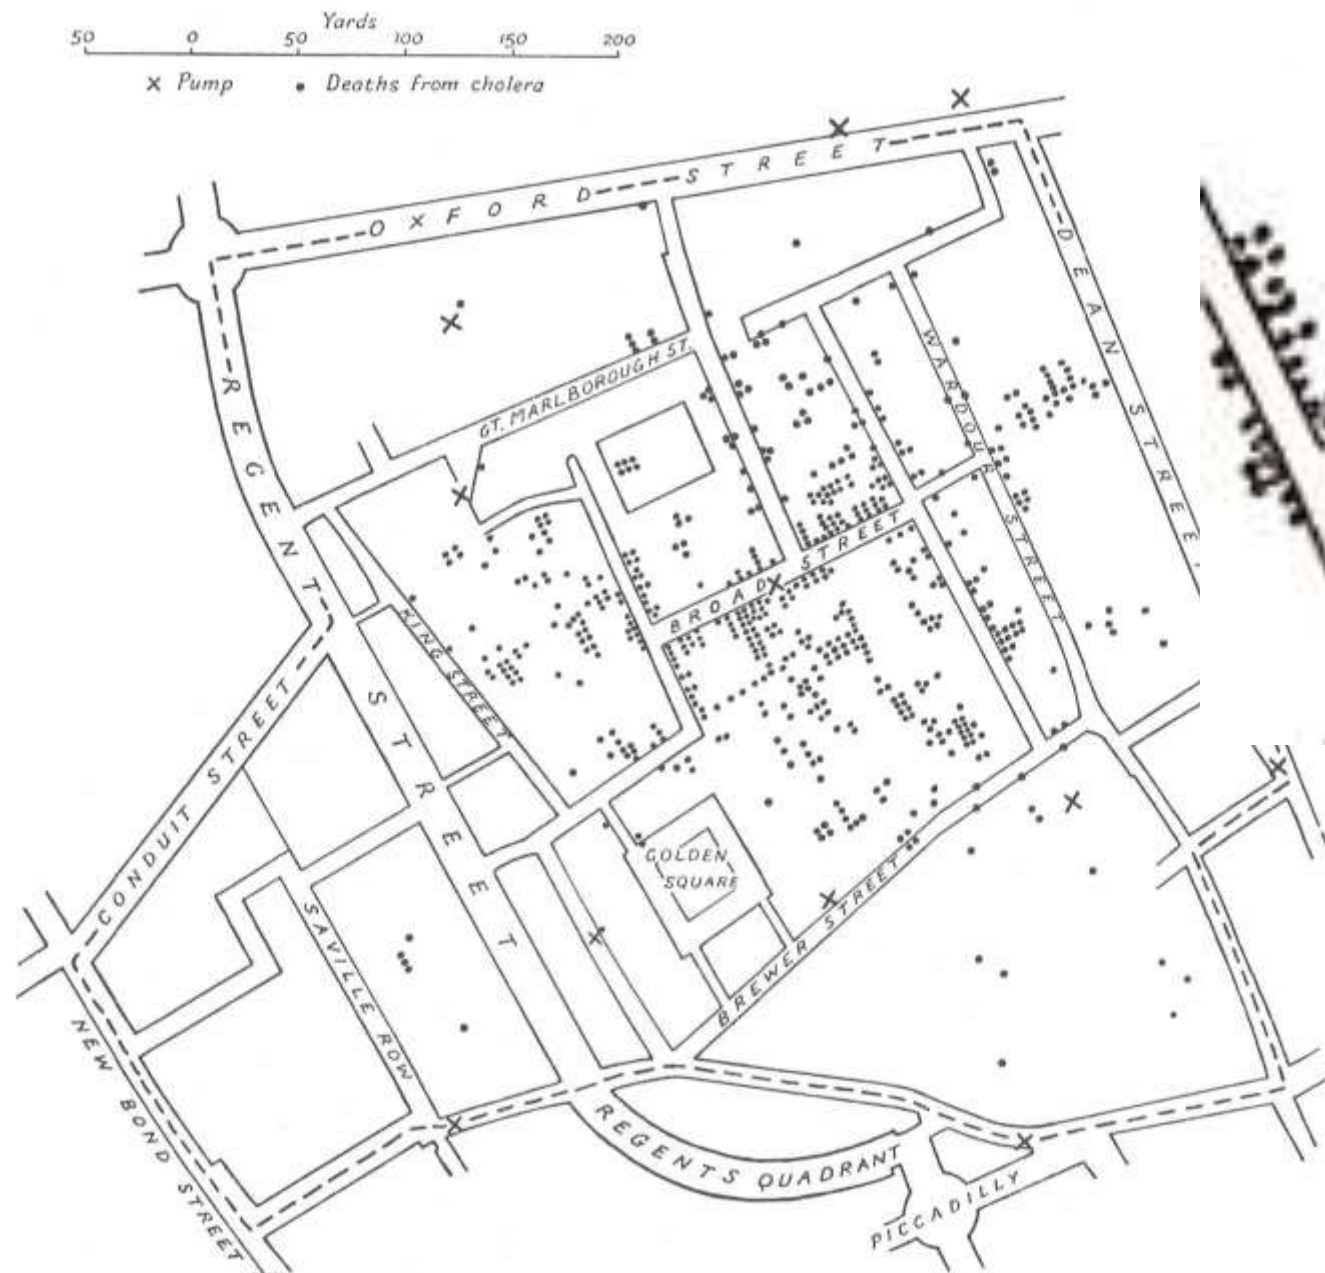 Yards
50 0 50 100 150 200
x Pump • Deaths from cholera
OXFORD STREET
DEAN STREE
REGENT STREET
GT. MARLBOROUGH ST.
WARDOUR STREET
BROAD STREET
KING STREET
CONDUIT STREET
GOLDEN
SQUARE
SAVILLE ROW
BREWER STREET
NEW BOND STREET
REGENTS QUADRANT
PICCADILLY